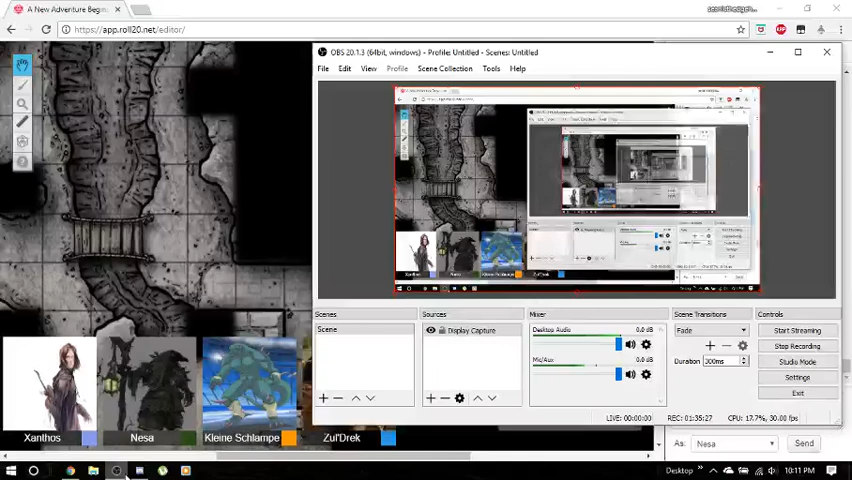 A New Adventure Begin
https://app.roll20.net/editor/
OBS 20.1.3 (64bit, windows) - Profile: Untitled - Scenes: Untitled
File Edit View Profile Scene Collection Tools Help
Scenes
Scene
Sources
Display Capture
Mixer
Desktop Audio 0.0 dB
Mic/Aux 0.0 dB
Scene Transitions
Fade
Duration 300ms
Controls
Start Streaming
Stop Recording
Studio Mode
Settings
Exit
LIVE: 00:00:00 REC: 01:35:27 CPU: 17.7%, 30.00 fps
Xanthos
Nesa
Kleine Schlampe
Zul'Drek
As: Nesa Send
Desktop 10:11 PM